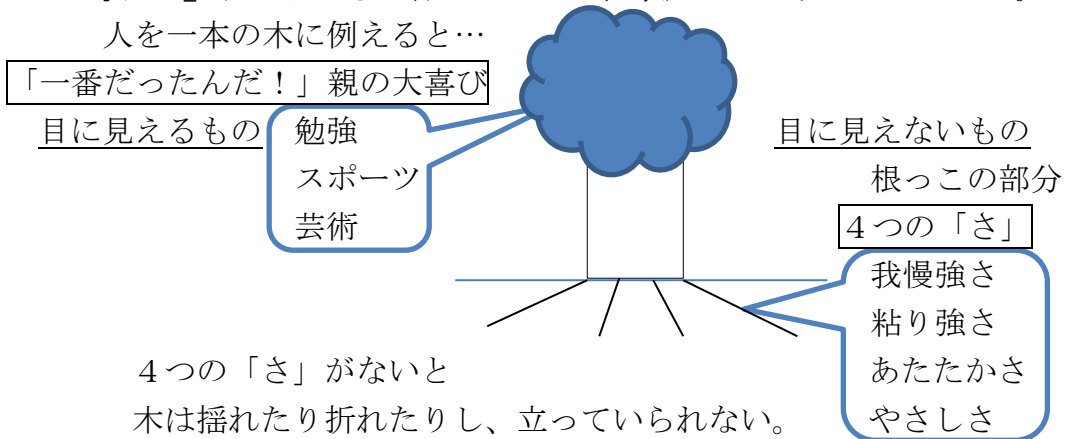 人を一本の木に例えると…
「一番だったんだ！」親の大喜び
目に見えるもの
勉強
スポーツ
芸術
目に見えないもの
根っこの部分
４つの「さ」
我慢強さ
粘り強さ
あたたかさ
やさしさ
４つの「さ」がないと
木は揺れたり折れたりし、立っていられない。